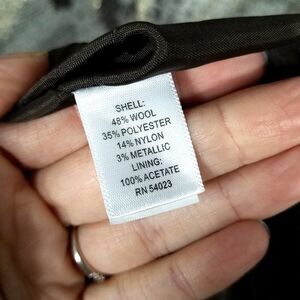 SHELL:
48% WOOL
35% POLYESTER
14% NYLON
3% METALLIC
LINING:
100% ACETATE
RN 54023